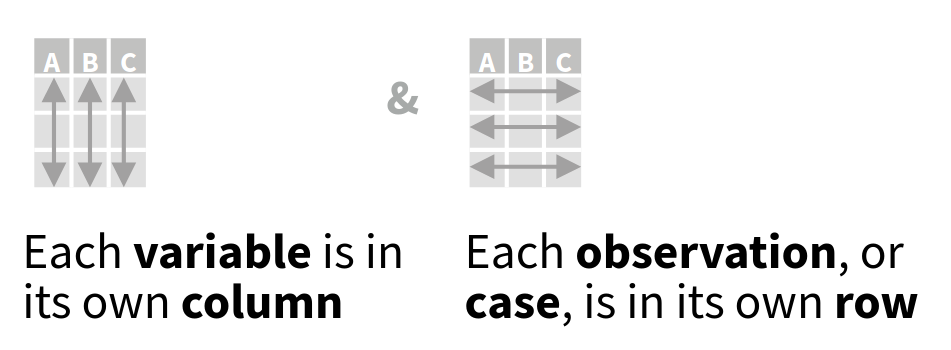 A B C
&
A B C
Each variable is in
its own column
Each observation, or
case, is in its own row